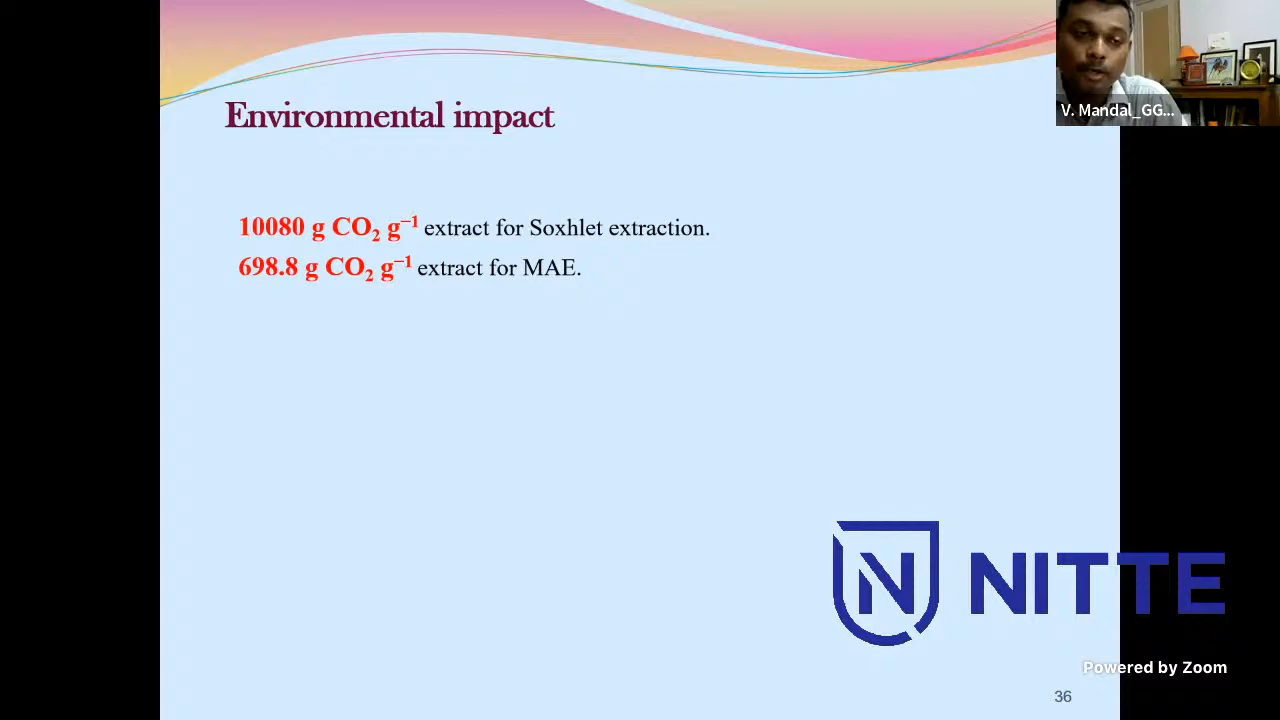 V. Mandal_GG...
Environmental impact
10080 g CO₂ g⁻¹ extract for Soxhlet extraction.
698.8 g CO₂ g⁻¹ extract for MAE.
N NITTE
Powered by Zoom
36